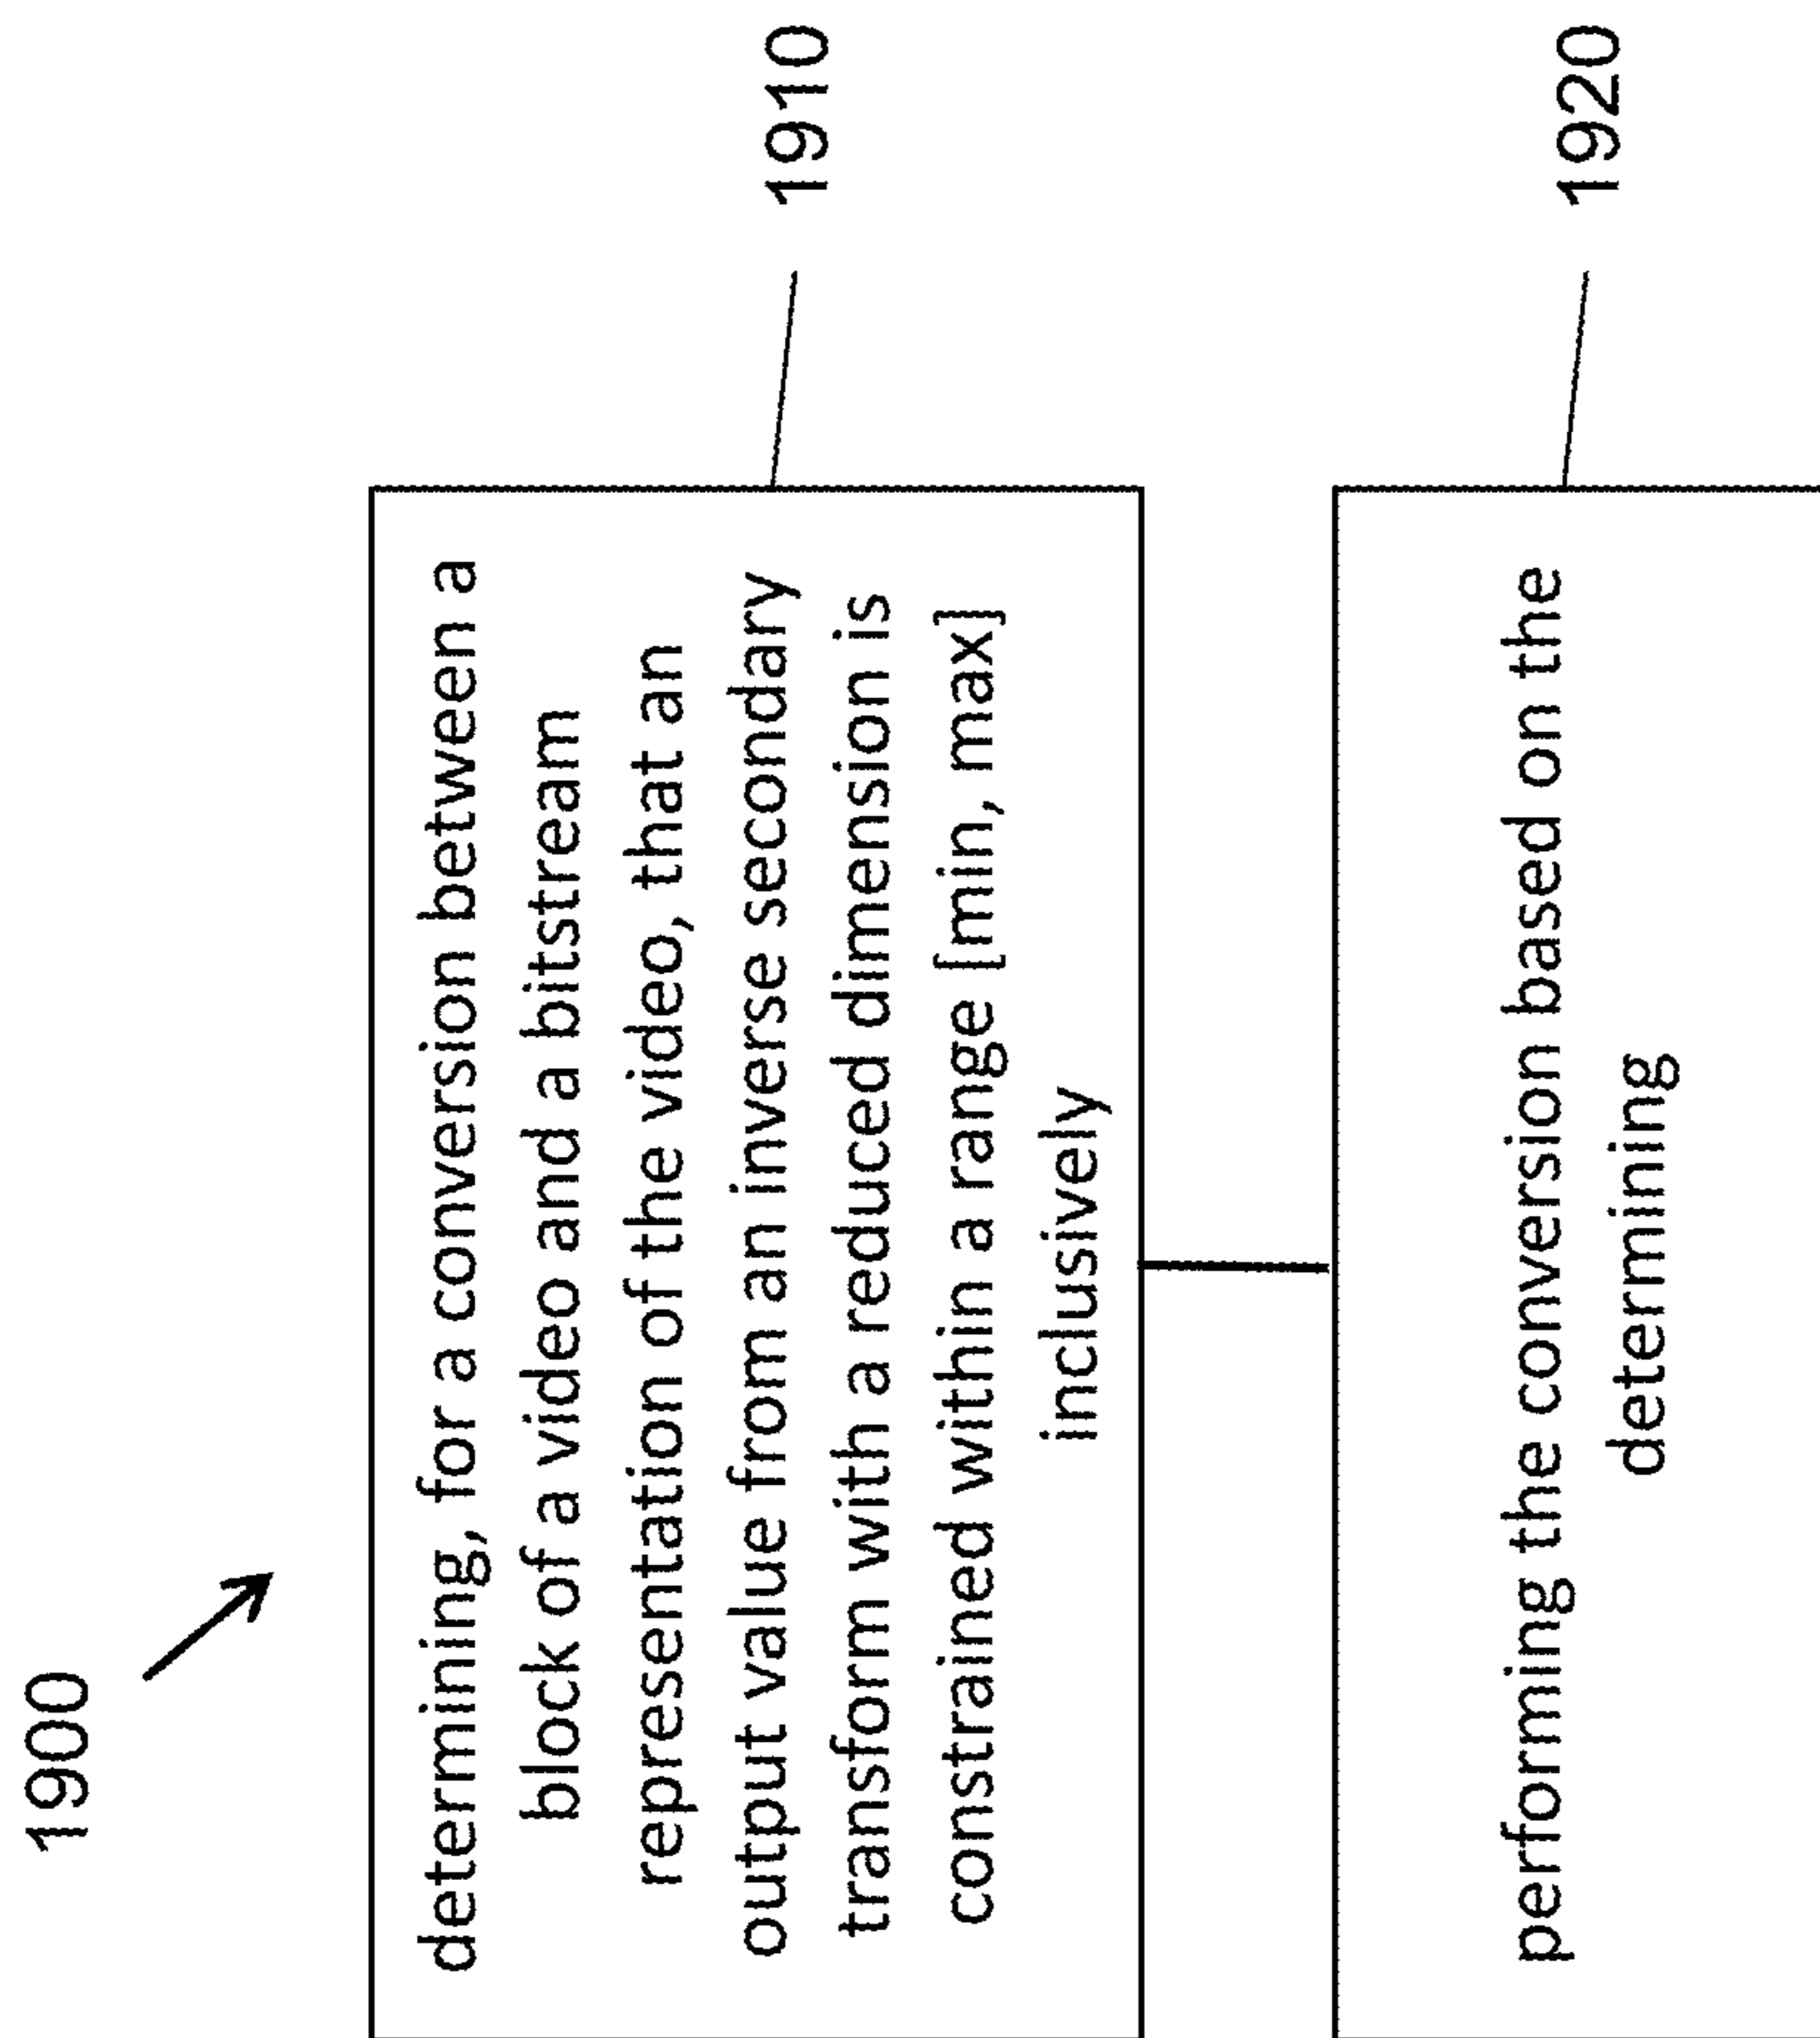 1900
determining, for a conversion between a
block of a video and a bitstream
representation of the video, that an
output value from an inverse secondary
transform with a reduced dimension is
constrained within a range [min, max]
inclusively
1910
performing the conversion based on the
determining
1920